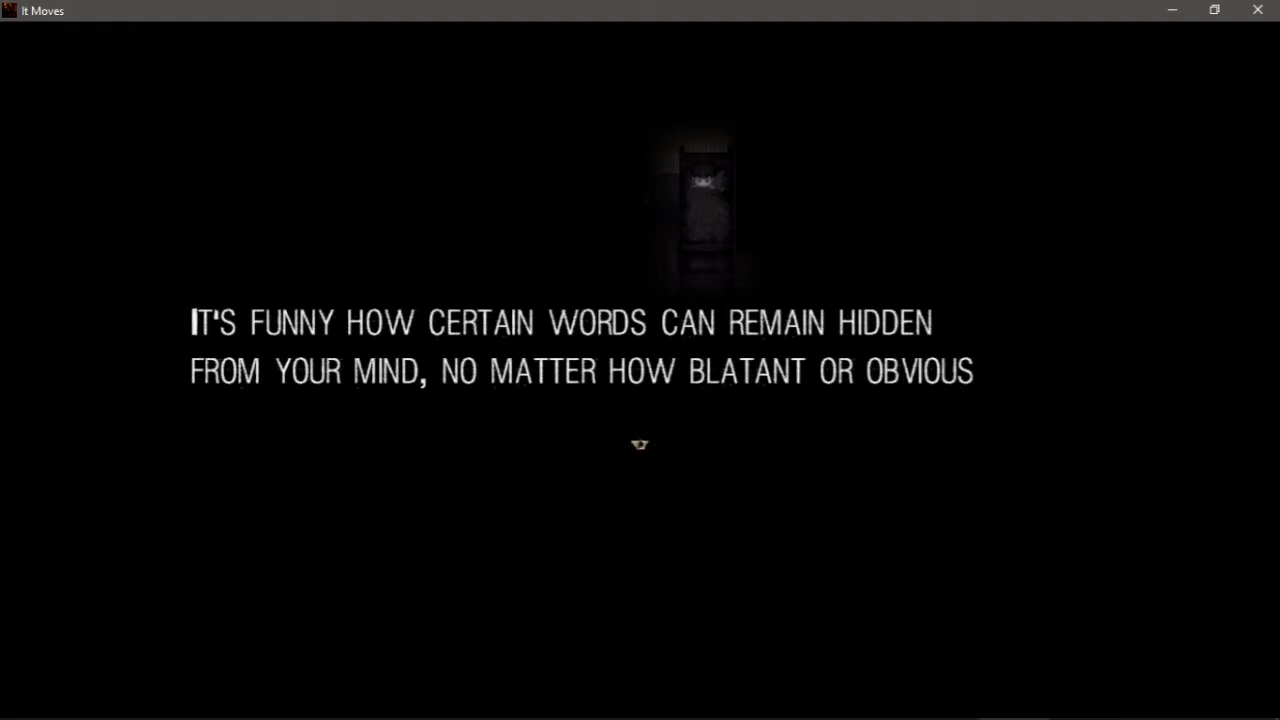 It Moves
IT'S FUNNY HOW CERTAIN WORDS CAN REMAIN HIDDEN
FROM YOUR MIND, NO MATTER HOW BLATANT OR OBVIOUS